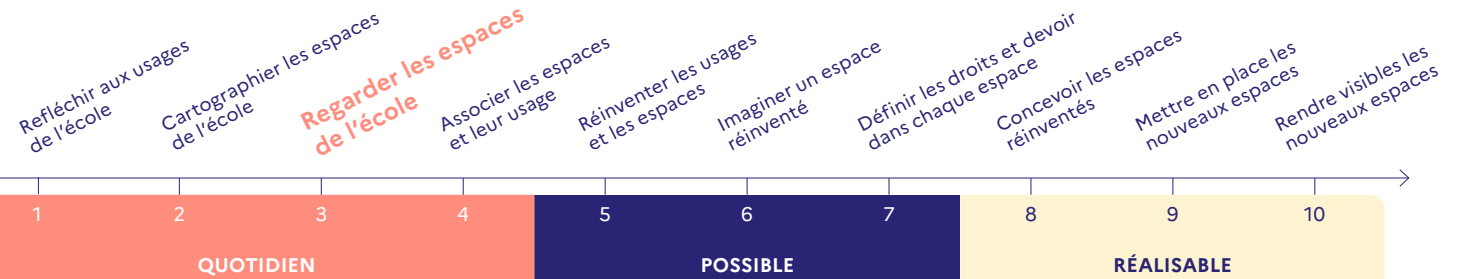 Refléchir aux usages
de l'école
Cartographier les espaces
de l'école
Regarder les espaces
de l'école
Associer les espaces
et leur usage
Réinventer les usages
et les espaces
Imaginer un espace
réinventé
Définir les droits et devoir
dans chaque espace
Concevoir les espaces
réinventés
Mettre en place les
nouveaux espaces
Rendre visibles les
nouveaux espaces
1 2 3 4 5 6 7 8 9 10
QUOTIDIEN POSSIBLE RÉALISABLE